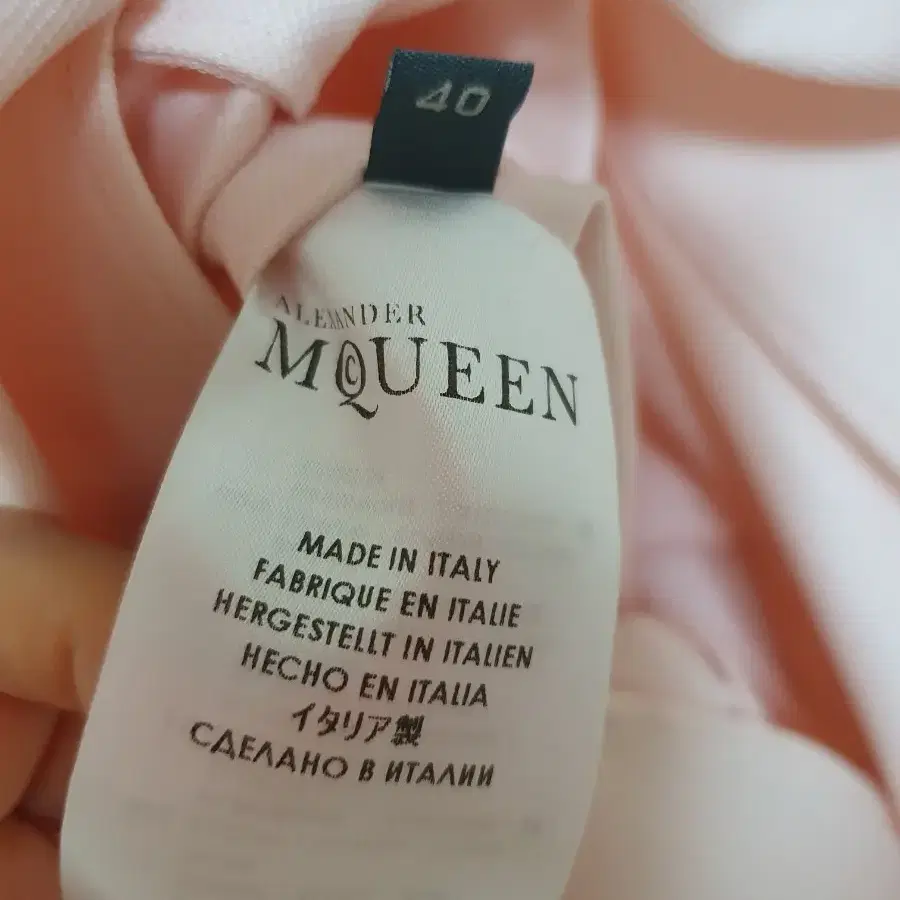 40
ALEXANDER
McQUEEN
MADE IN ITALY
FABRIQUE EN ITALIE
HERGESTELLT IN ITALIEN
HECHO EN ITALIA
イタリア製
СДЕЛАНО В ИТАЛИИ